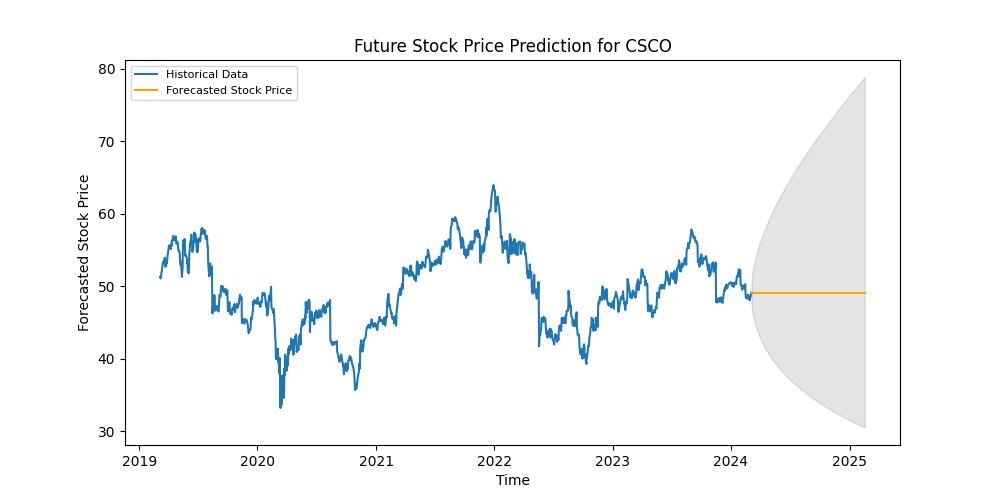 Future Stock Price Prediction for CSCO
Historical Data
Forecasted Stock Price
80
70
60
50
40
30
Forecasted Stock Price
2019 2020 2021 2022 2023 2024 2025
Time